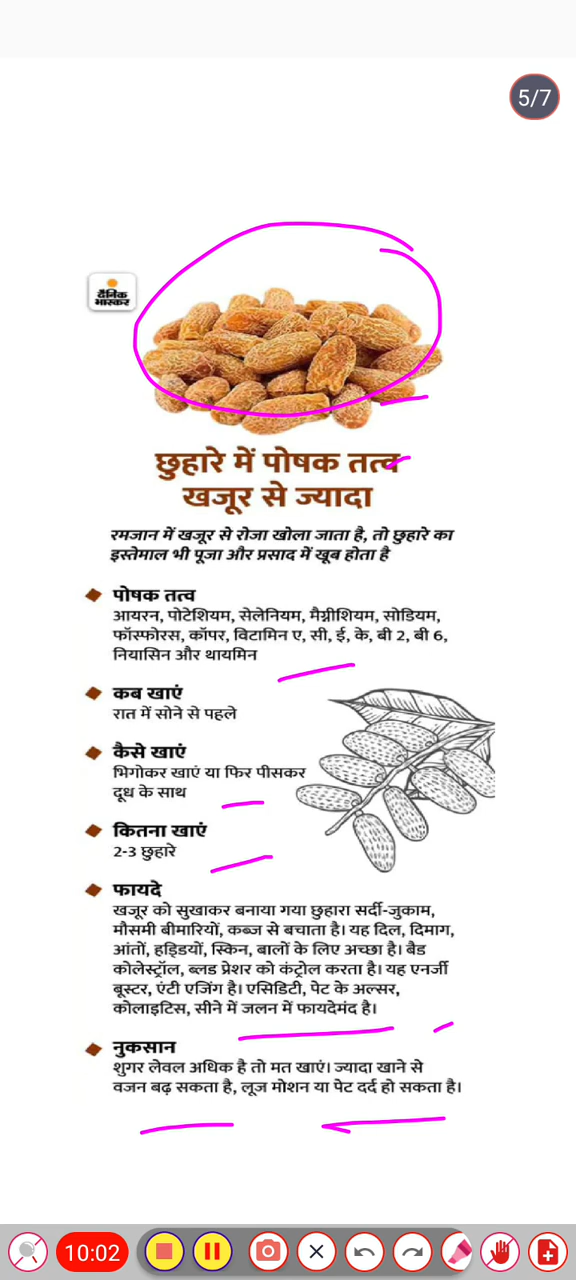 5/7
दैनिक
भास्कर
छुहारे में पोषक तत्व
खजूर से ज्यादा
रमजान में खजूर से रोजा खोला जाता है, तो छुहारे का
इस्तेमाल भी पूजा और प्रसाद में खूब होता है
पोषक तत्व
आयरन, पोटेशियम, सेलेनियम, मैग्नीशियम, सोडियम,
फॉस्फोरस, कॉपर, विटामिन ए, सी, ई, के, बी 2, बी 6,
नियासिन और थायमिन
कब खाएं
रात में सोने से पहले
कैसे खाएं
भिगोकर खाएं या फिर पीसकर
दूध के साथ
कितना खाएं
2-3 छुहारे
फायदे
खजूर को सुखाकर बनाया गया छुहारा सर्दी-जुकाम,
मौसमी बीमारियों, कब्ज से बचाता है। यह दिल, दिमाग,
आंतों, हड्डियों, स्किन, बालों के लिए अच्छा है। बैड
कोलेस्ट्रॉल, ब्लड प्रेशर को कंट्रोल करता है। यह एनर्जी
बूस्टर, एंटी एजिंग है। एसिडिटी, पेट के अल्सर,
कोलाइटिस, सीने में जलन में फायदेमंद है।
नुकसान
शुगर लेवल अधिक है तो मत खाएं। ज्यादा खाने से
वजन बढ़ सकता है, लूज मोशन या पेट दर्द हो सकता है।
10:02